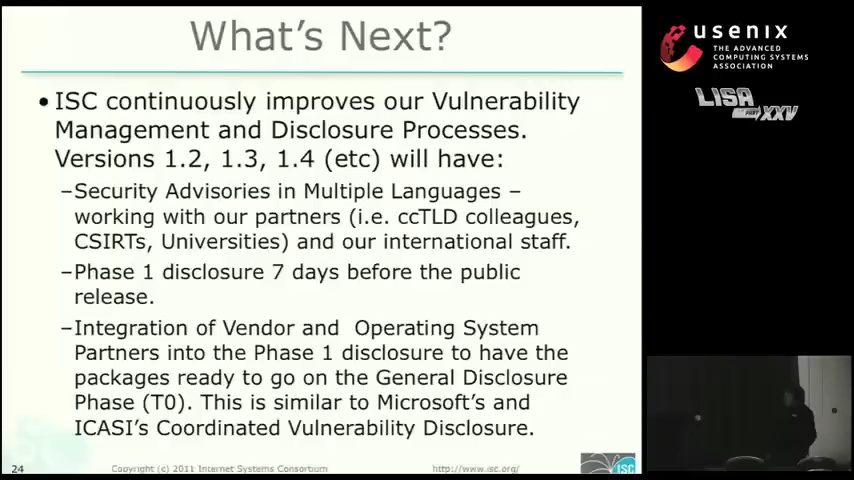 What's Next?
• ISC continuously improves our Vulnerability
Management and Disclosure Processes.
Versions 1.2, 1.3, 1.4 (etc) will have:
–Security Advisories in Multiple Languages –
working with our partners (i.e. ccTLD colleagues,
CSIRTs, Universities) and our international staff.
–Phase 1 disclosure 7 days before the public
release.
–Integration of Vendor and Operating System
Partners into the Phase 1 disclosure to have the
packages ready to go on the General Disclosure
Phase (T0). This is similar to Microsoft's and
ICASI's Coordinated Vulnerability Disclosure.
24
Copyright (c) 2011 Internet Systems Consortium
http://www.isc.org/
ISC
usenix
THE ADVANCED
COMPUTING SYSTEMS
ASSOCIATION
LISA
XXV